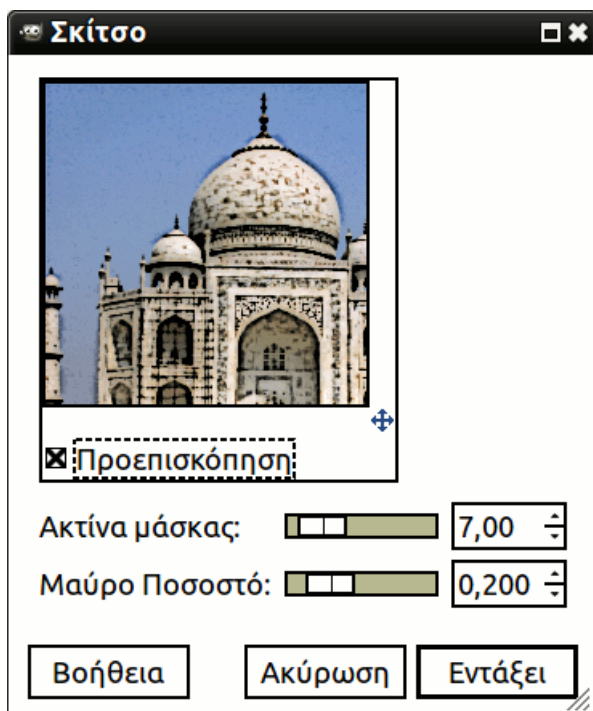 Σκίτσο
Προεπισκόπηση
Ακτίνα μάσκας: 7,00
Μαύρο Ποσοστό: 0,200
Βοήθεια Ακύρωση Εντάξει